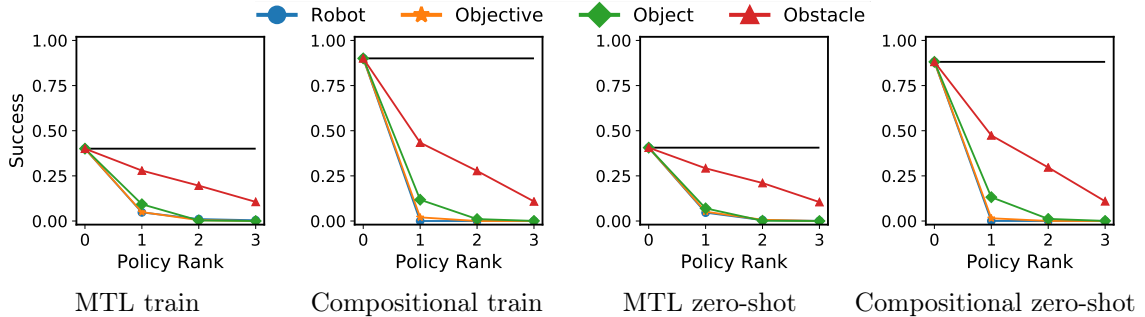 Robot Objective Object Obstacle
Success
1.00 0.75 0.50 0.25 0.00
0 1 2 3
Policy Rank
MTL train
1.00 0.75 0.50 0.25 0.00
0 1 2 3
Policy Rank
Compositional train
1.00 0.75 0.50 0.25 0.00
0 1 2 3
Policy Rank
MTL zero-shot
1.00 0.75 0.50 0.25 0.00
0 1 2 3
Policy Rank
Compositional zero-shot